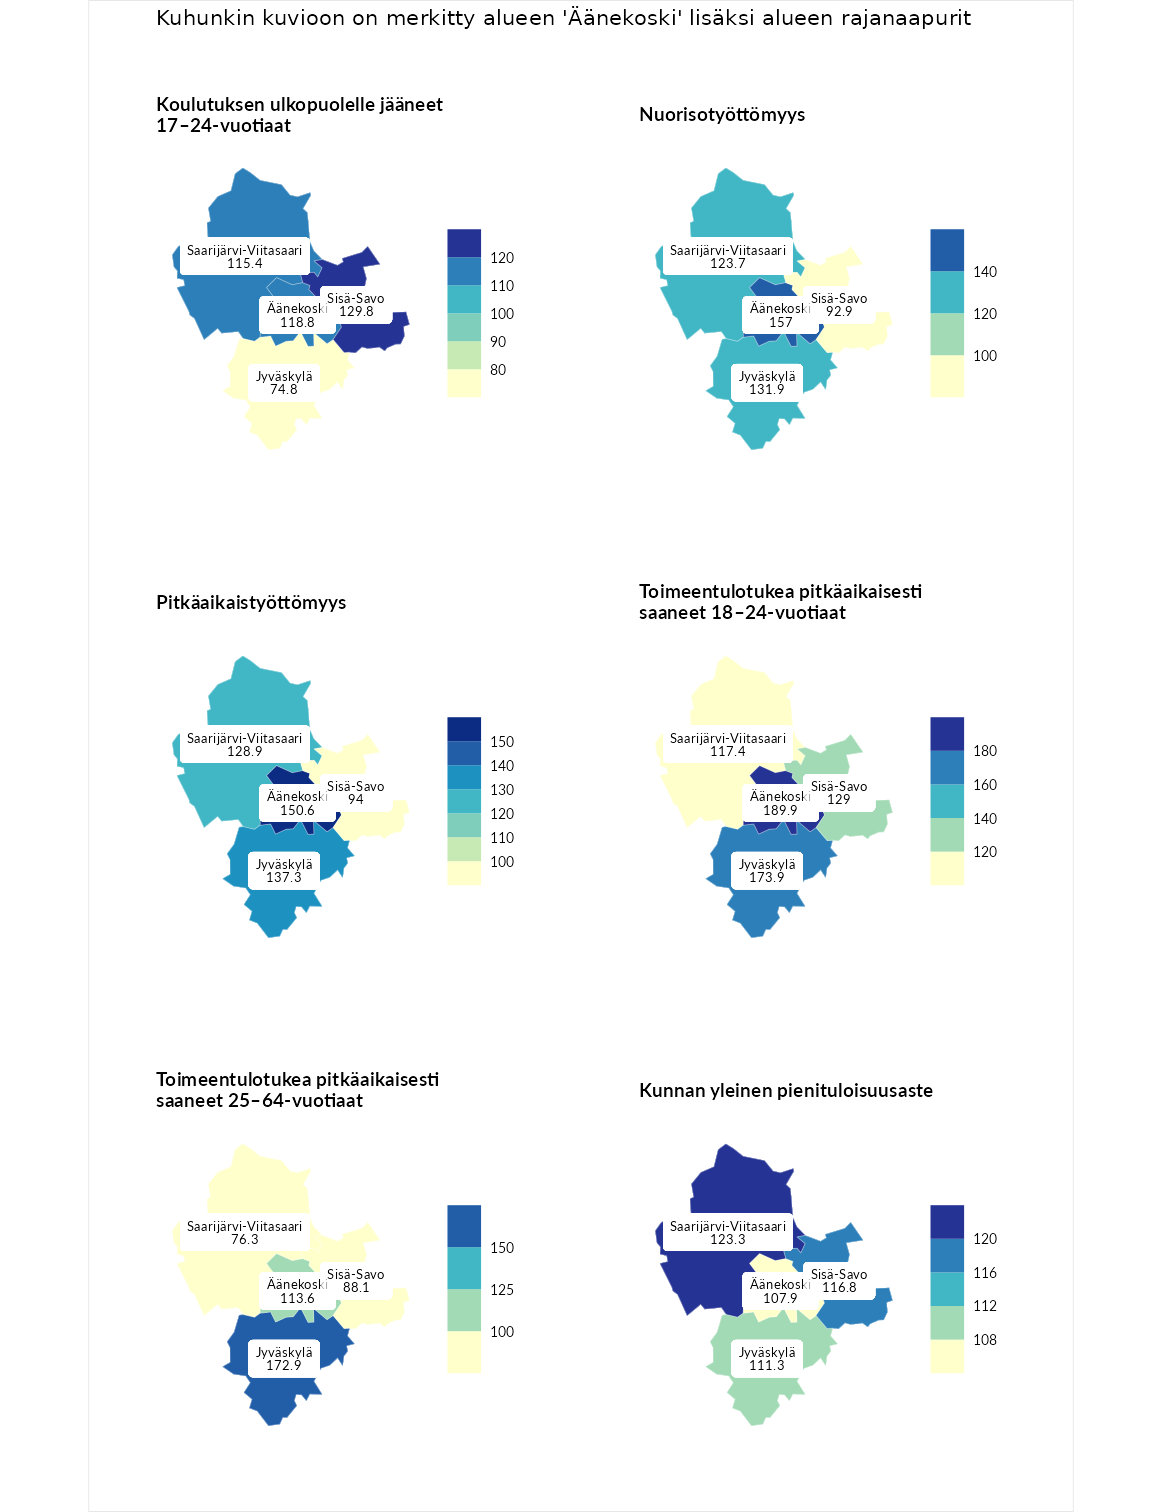 Kuhunkin kuvioon on merkitty alueen 'Äänekoski' lisäksi alueen rajanaapurit
Koulutuksen ulkopuolelle jääneet
17–24-vuotiaat
Saarijärvi-Viitasaari
115.4
Sisä-Savo
129.8
Äänekoski
118.8
Jyväskylä
74.8
120
110
100
90
80
Nuorisotyöttömyys
Saarijärvi-Viitasaari
123.7
Sisä-Savo
92.9
Äänekoski
157
Jyväskylä
131.9
140
120
100
Pitkäaikaistyöttömyys
Saarijärvi-Viitasaari
128.9
Sisä-Savo
94
Äänekoski
150.6
Jyväskylä
137.3
150
140
130
120
110
100
Toimeentulotukea pitkäaikaisesti
saaneet 18–24-vuotiaat
Saarijärvi-Viitasaari
117.4
Sisä-Savo
129
Äänekoski
189.9
Jyväskylä
173.9
180
160
140
120
Toimeentulotukea pitkäaikaisesti
saaneet 25–64-vuotiaat
Saarijärvi-Viitasaari
76.3
Sisä-Savo
88.1
Äänekoski
113.6
Jyväskylä
172.9
150
125
100
Kunnan yleinen pienituloisuusaste
Saarijärvi-Viitasaari
123.3
Sisä-Savo
116.8
Äänekoski
107.9
Jyväskylä
111.3
120
116
112
108